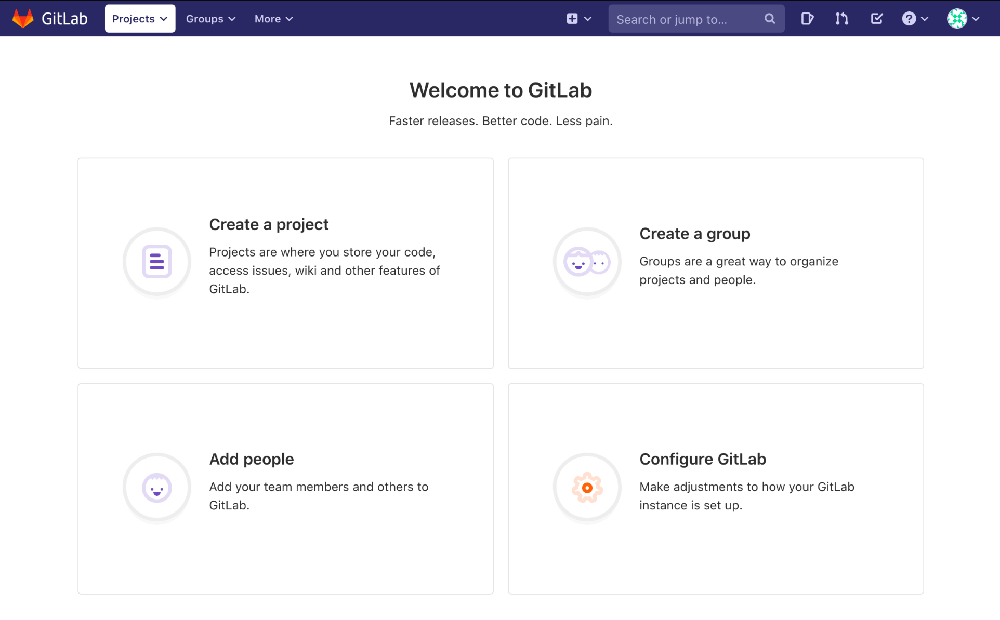 GitLab
Projects
Groups
More
Search or jump to...
Welcome to GitLab
Faster releases. Better code. Less pain.
Create a project
Projects are where you store your code,
access issues, wiki and other features of
GitLab.
Create a group
Groups are a great way to organize
projects and people.
Add people
Add your team members and others to
GitLab.
Configure GitLab
Make adjustments to how your GitLab
instance is set up.